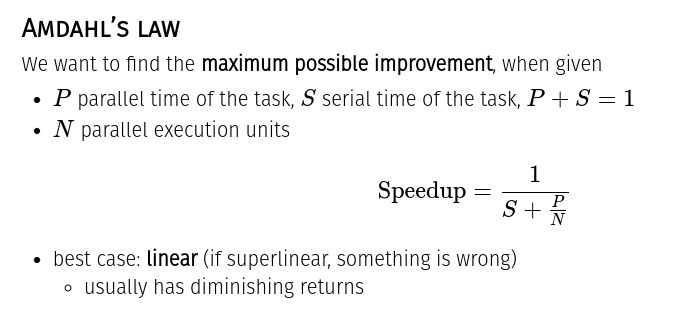 AMDAHL'S LAW
We want to find the maximum possible improvement, when given
• P parallel time of the task, S serial time of the task, P + S = 1
• N parallel execution units
Speedup = 1 / (S + P/N)
• best case: linear (if superlinear, something is wrong)
◦ usually has diminishing returns